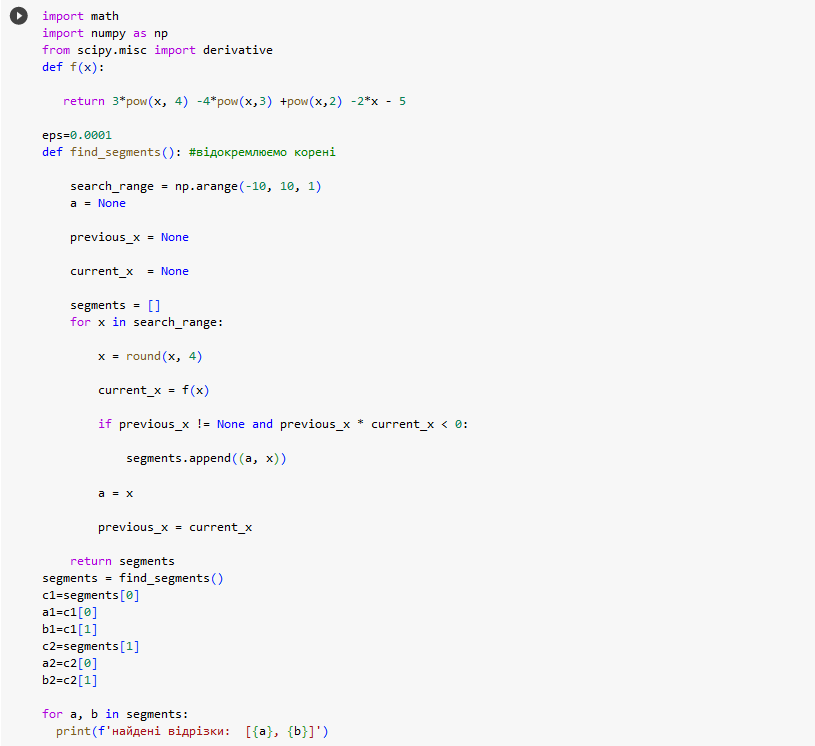 import math
import numpy as np
from scipy.misc import derivative
def f(x):
return 3*pow(x, 4) -4*pow(x,3) +pow(x,2) -2*x - 5
eps=0.0001
def find_segments(): #відокремлюємо корені
search_range = np.arange(-10, 10, 1)
a = None
previous_x = None
current_x  = None
segments = []
for x in search_range:
x = round(x, 4)
current_x = f(x)
if previous_x != None and previous_x * current_x < 0:
segments.append((a, x))
a = x
previous_x = current_x
return segments
segments = find_segments()
c1=segments[0]
a1=c1[0]
b1=c1[1]
c2=segments[1]
a2=c2[0]
b2=c2[1]
for a, b in segments:
print(f'найдені відрізки:  [{a}, {b}]')